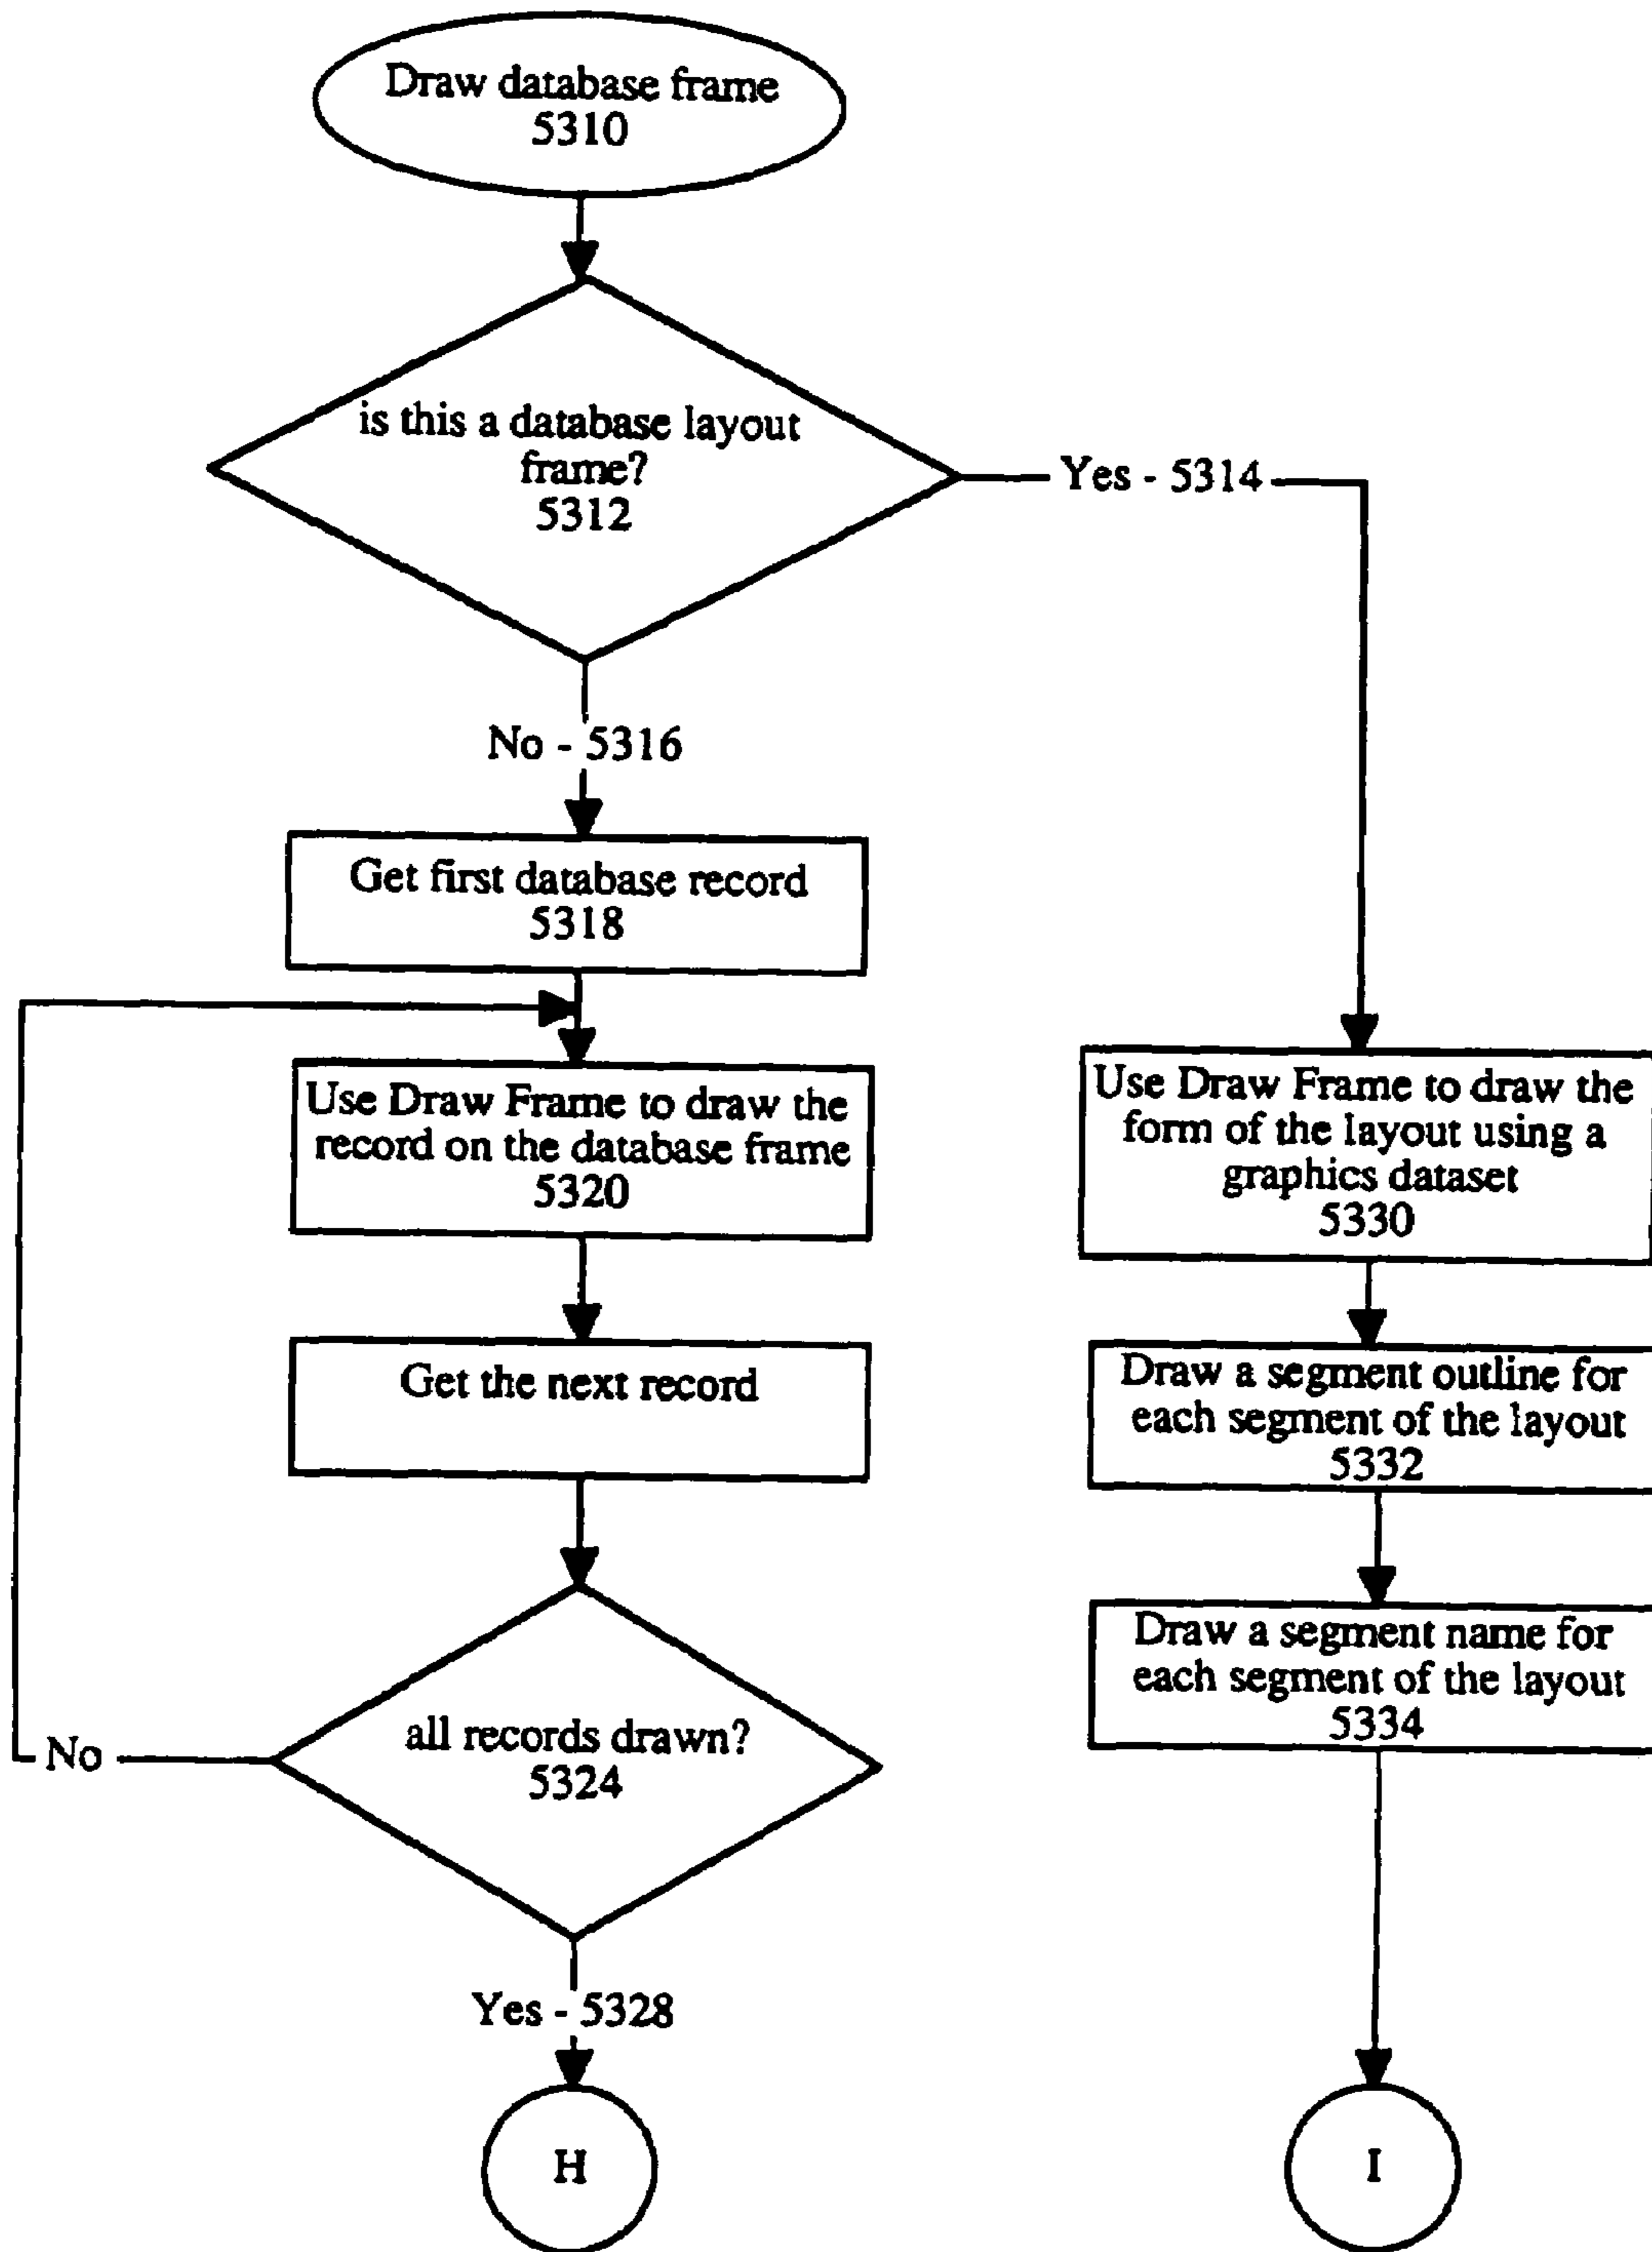 Draw database frame
5310
is this a database layout
frame?
5312
Yes - 5314
No - 5316
Get first database record
5318
Use Draw Frame to draw the
record on the database frame
5320
Get the next record
all records drawn?
5324
No
Yes - 5328
H
Use Draw Frame to draw the
form of the layout using a
graphics dataset
5330
Draw a segment outline for
each segment of the layout
5332
Draw a segment name for
each segment of the layout
5334
I